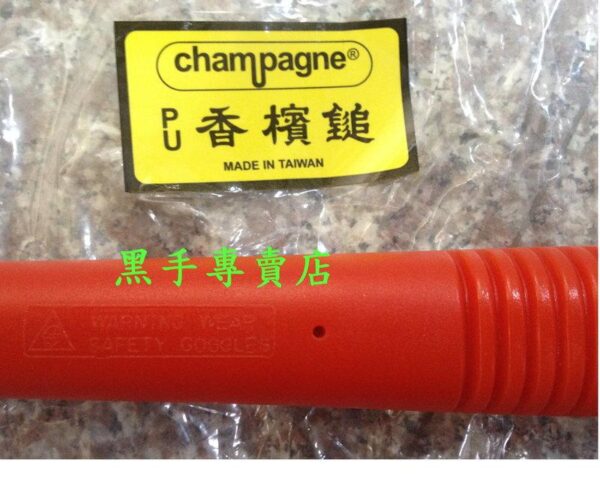 champagne®
PU 香檳鎚
MADE IN TAIWAN
黑手專賣店
WARNING WEAR
SAFETY GOGGLES